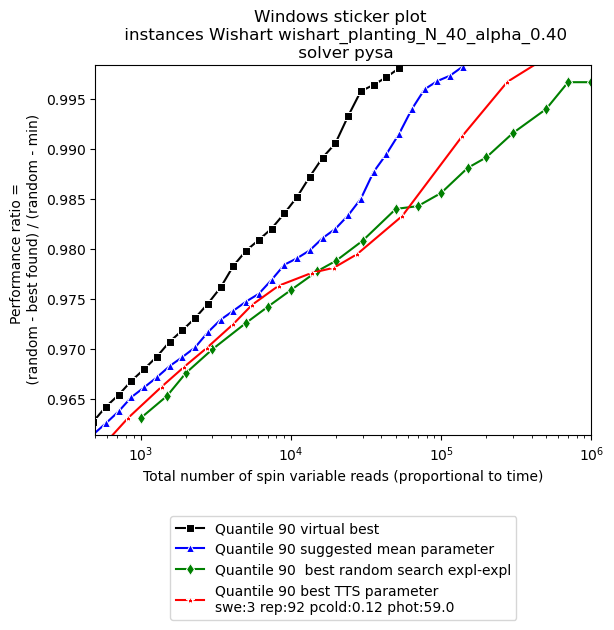 Windows sticker plot
instances Wishart wishart_planting_N_40_alpha_0.40
solver pysa
Performance ratio =
(random - best found) / (random - min)
0.995
0.990
0.985
0.980
0.975
0.970
0.965
10³
10⁴
10⁵
10⁶
Total number of spin variable reads (proportional to time)
Quantile 90 virtual best
Quantile 90 suggested mean parameter
Quantile 90  best random search expl-expl
Quantile 90 best TTS parameter
swe:3 rep:92 pcold:0.12 phot:59.0